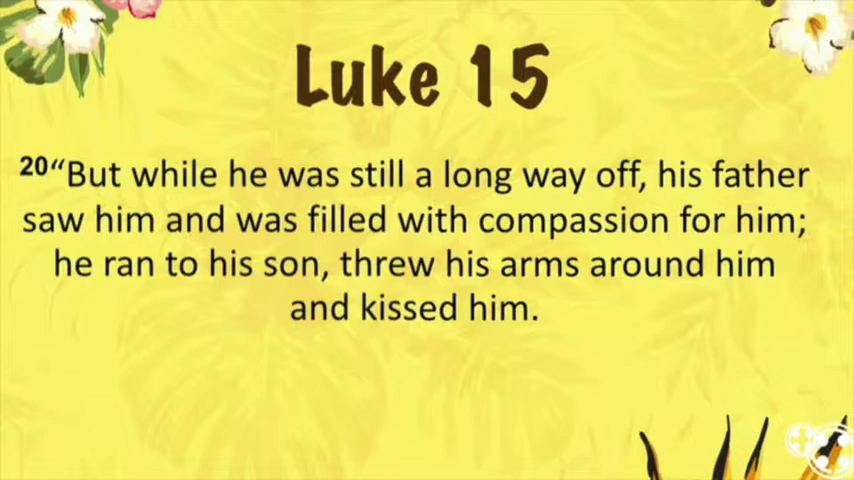 Luke 15
20“But while he was still a long way off, his father
saw him and was filled with compassion for him;
he ran to his son, threw his arms around him
and kissed him.